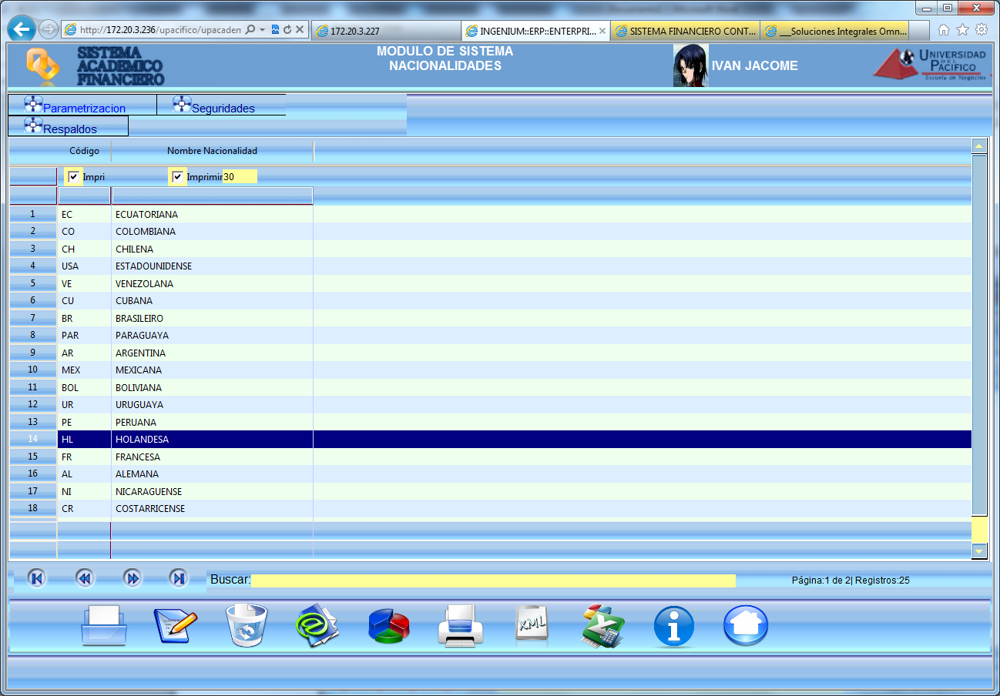 http://172.20.3.236/upacifico/upacadem
172.20.3.227
INGENIUM::ERP::ENTERPRI...
SISTEMA FINANCIERO CONT...
___Soluciones Integrales Omn...
SISTEMA
ACADEMICO
FINANCIERO
MODULO DE SISTEMA
NACIONALIDADES
IVAN JACOME
UNIVERSIDAD
DEL
PACÍFICO
Escuela de Negocios
Parametrizacion
Seguridades
Respaldos
Código Nombre Nacionalidad
Impri Imprimir 30
1 EC ECUATORIANA
2 CO COLOMBIANA
3 CH CHILENA
4 USA ESTADOUNIDENSE
5 VE VENEZOLANA
6 CU CUBANA
7 BR BRASILEIRO
8 PAR PARAGUAYA
9 AR ARGENTINA
10 MEX MEXICANA
11 BOL BOLIVIANA
12 UR URUGUAYA
13 PE PERUANA
14 HL HOLANDESA
15 FR FRANCESA
16 AL ALEMANA
17 NI NICARAGUENSE
18 CR COSTARRICENSE
Buscar:
Página:1 de 2| Registros:25
XML